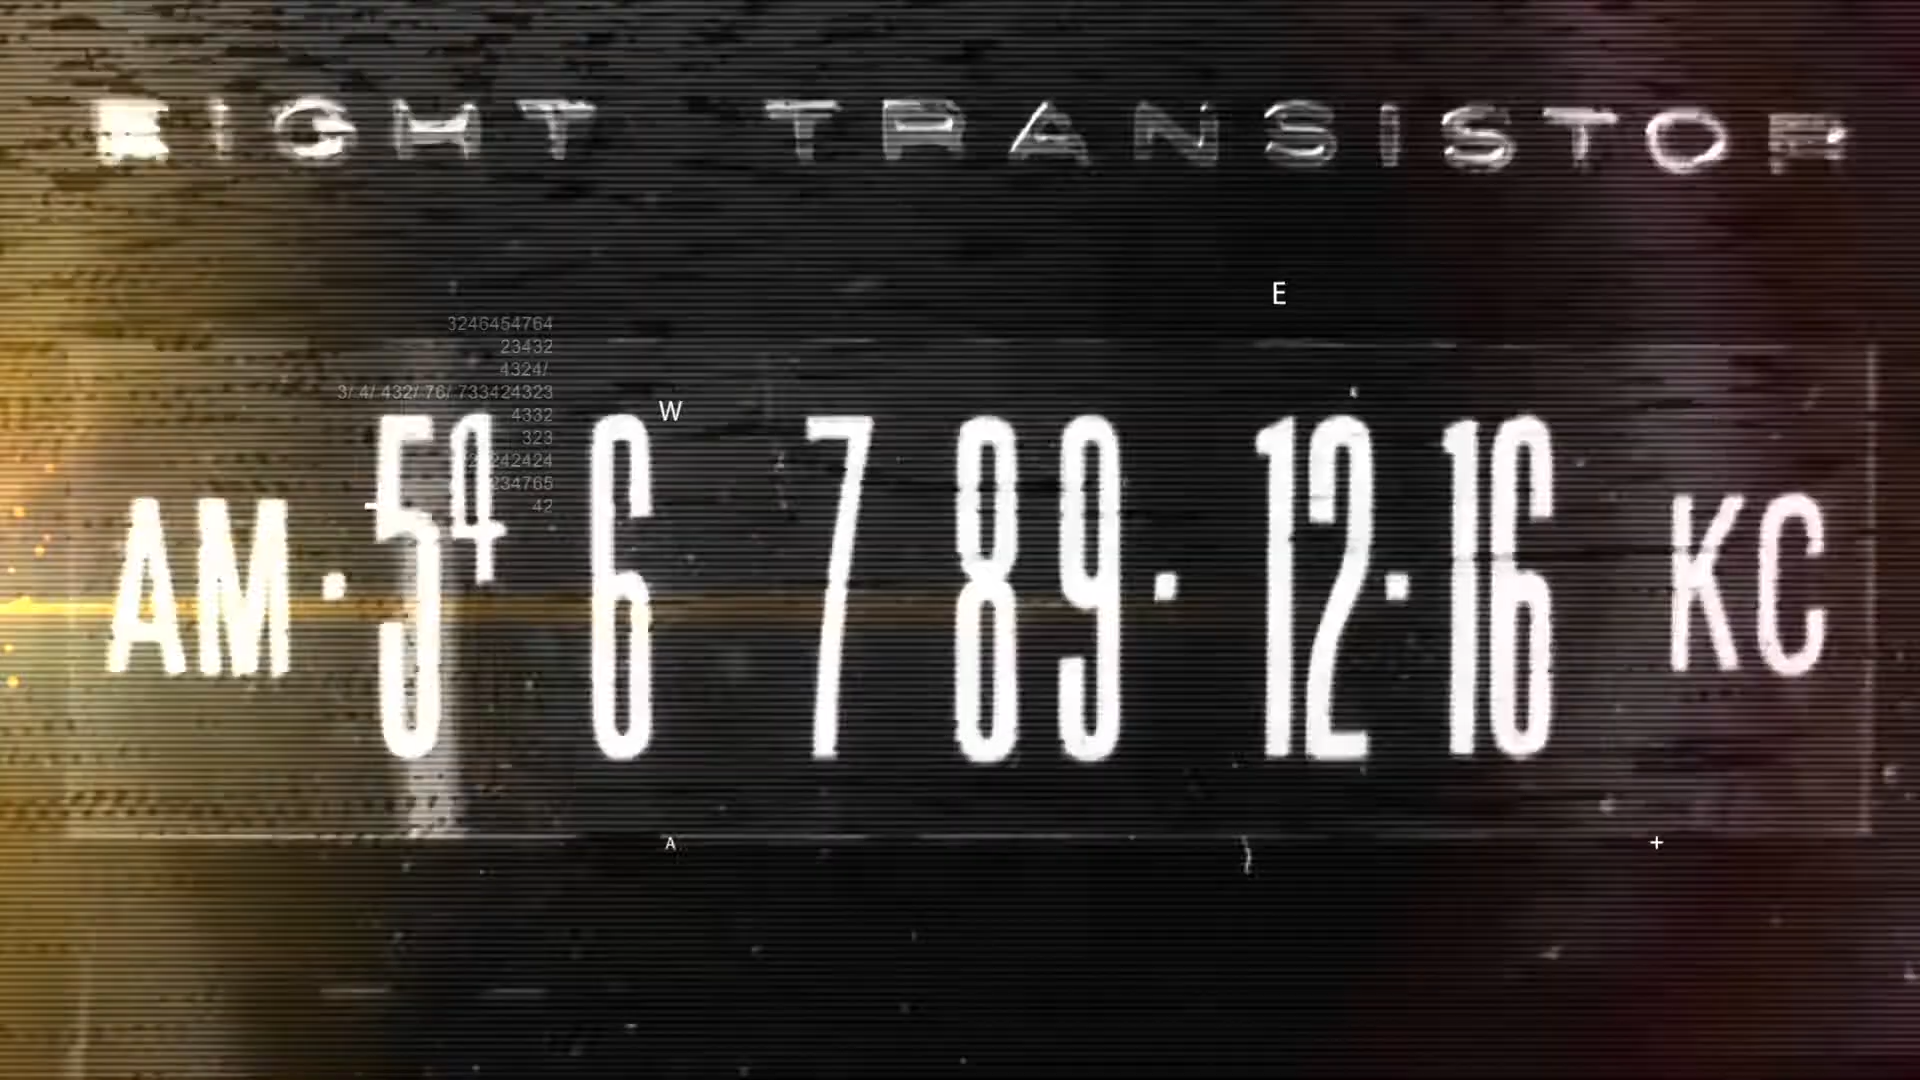 EIGHT TRANSISTOR
E
3246454764
23432
4324/
3/ 4/ 432/ 76/ 733424323
4332
W
323
242424
234765
42
AM · 54 6 7 8 9 · 12 · 16 KC
A
+